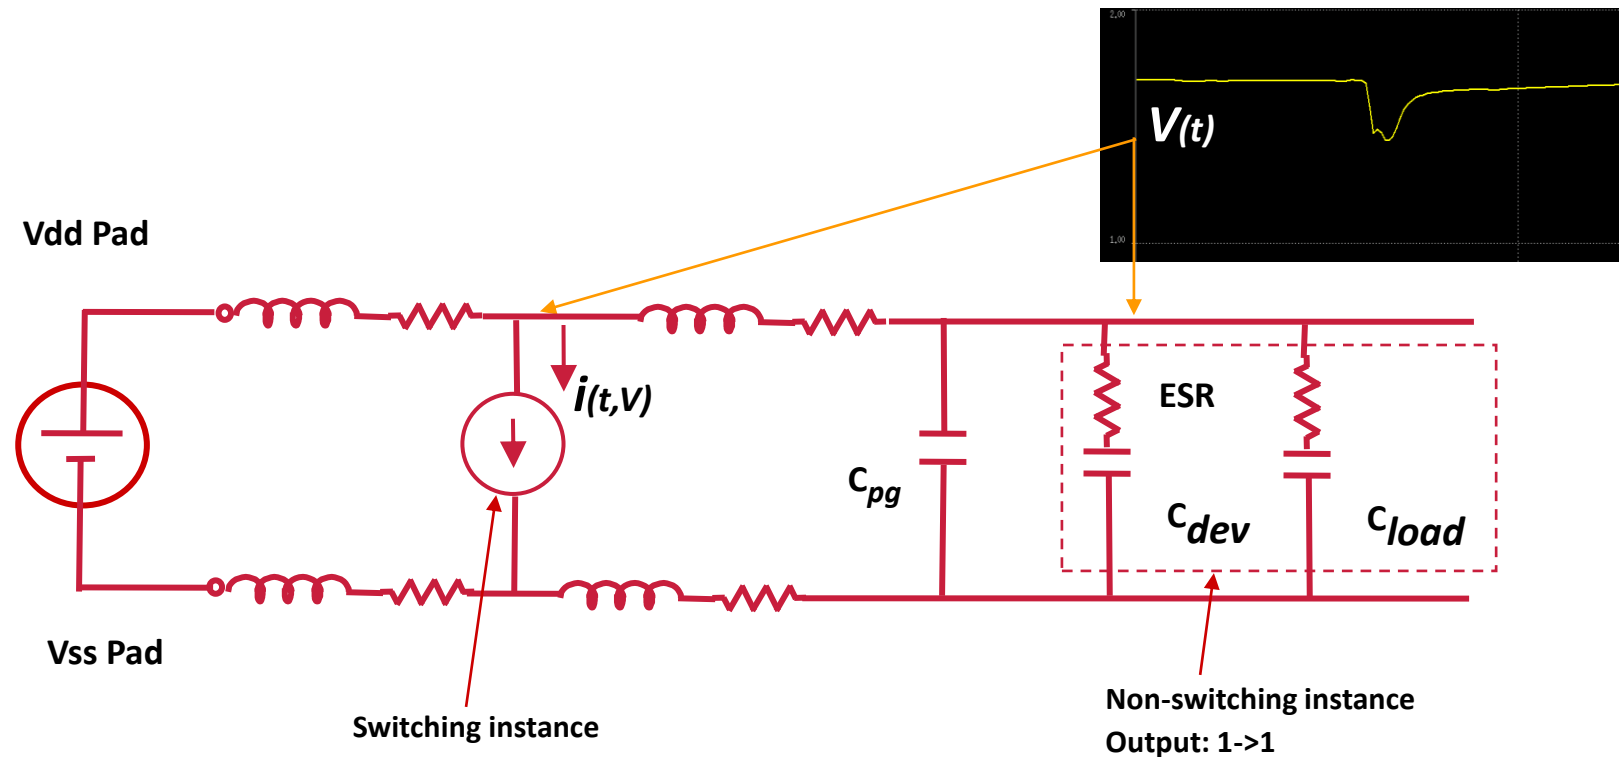 2.00
V(t)
1.00
Vdd Pad
i(t,V)
ESR
Cpg
Cdev
Cload
Vss Pad
Switching instance
Non-switching instance
Output: 1->1